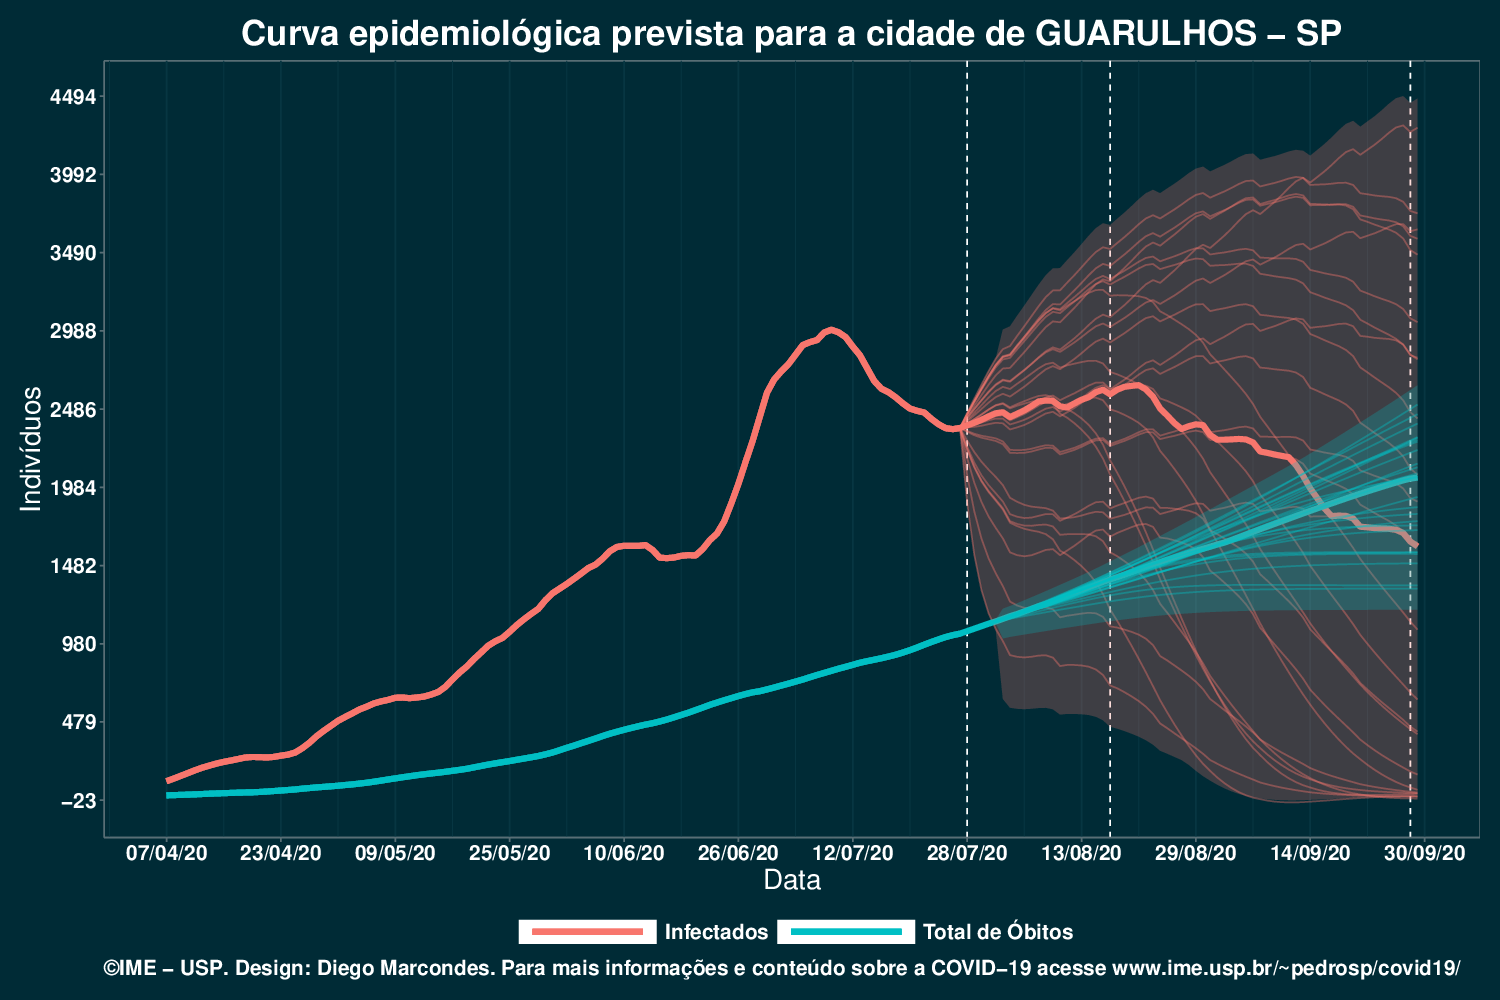 Curva epidemiológica prevista para a cidade de GUARULHOS – SP
Indivíduos
4494
3992
3490
2988
2486
1984
1482
980
479
−23
07/04/20 23/04/20 09/05/20 25/05/20 10/06/20 26/06/20 12/07/20 28/07/20 13/08/20 29/08/20 14/09/20 30/09/20
Data
Infectados Total de Óbitos
©IME – USP. Design: Diego Marcondes. Para mais informações e conteúdo sobre a COVID−19 acesse www.ime.usp.br/~pedrosp/covid19/